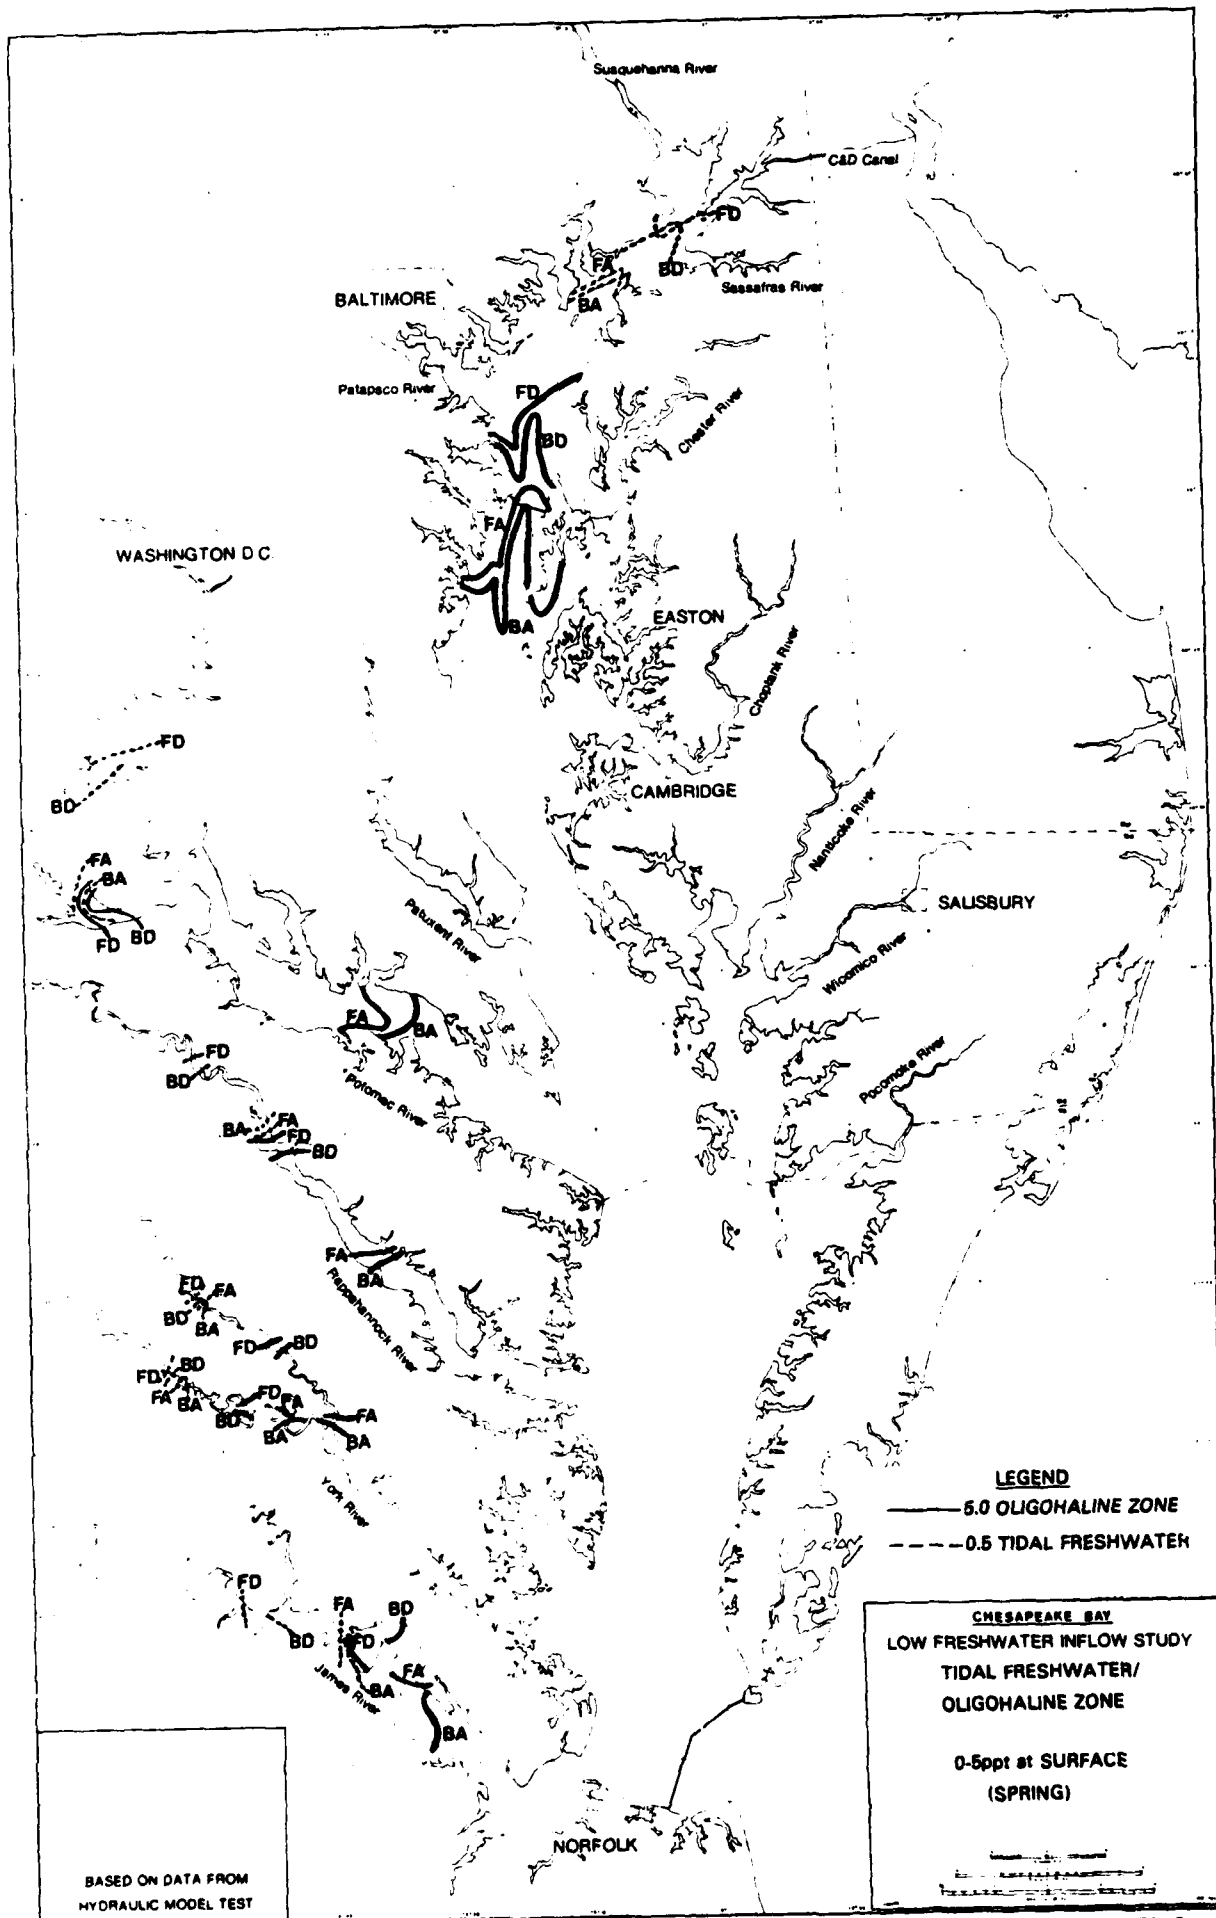 Susquehanna River
C&D Canal
FD
FA
BD
Sassafras River
BA
BALTIMORE
Patapsco River
FD
Chester River
BD
FA
WASHINGTON D C
BA
EASTON
Choptank River
FD
BD
CAMBRIDGE
Nanticoke River
FA
BA
FD
BD
Patuxent River
SALISBURY
Wicomico River
FA
BA
FD
BD
Potomac River
Pocomoke River
BA
FA
FD
BD
FA
BA
Rappahannock River
FD
FA
BD
BA
FD
BD
FD
BD
FA
BA
FD
FA
BD
FA
BA
BA
York River
LEGEND
5.0 OLIGOHALINE ZONE
0.5 TIDAL FRESHWATER
FD
FA
BD
BD
FD
James River
FA
BA
BA
NORFOLK
CHESAPEAKE BAY
LOW FRESHWATER INFLOW STUDY
TIDAL FRESHWATER/
OLIGOHALINE ZONE
0-5ppt at SURFACE
(SPRING)
BASED ON DATA FROM
HYDRAULIC MODEL TEST